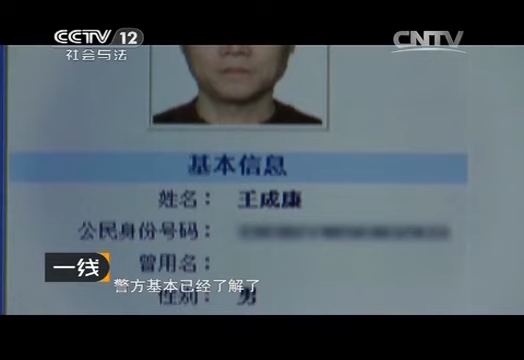 CCTV 12
社会与法
CNTV
基本信息
姓名： 王成康
公民身份号码：
曾用名：
性别： 男
一线
警方基本已经了解了